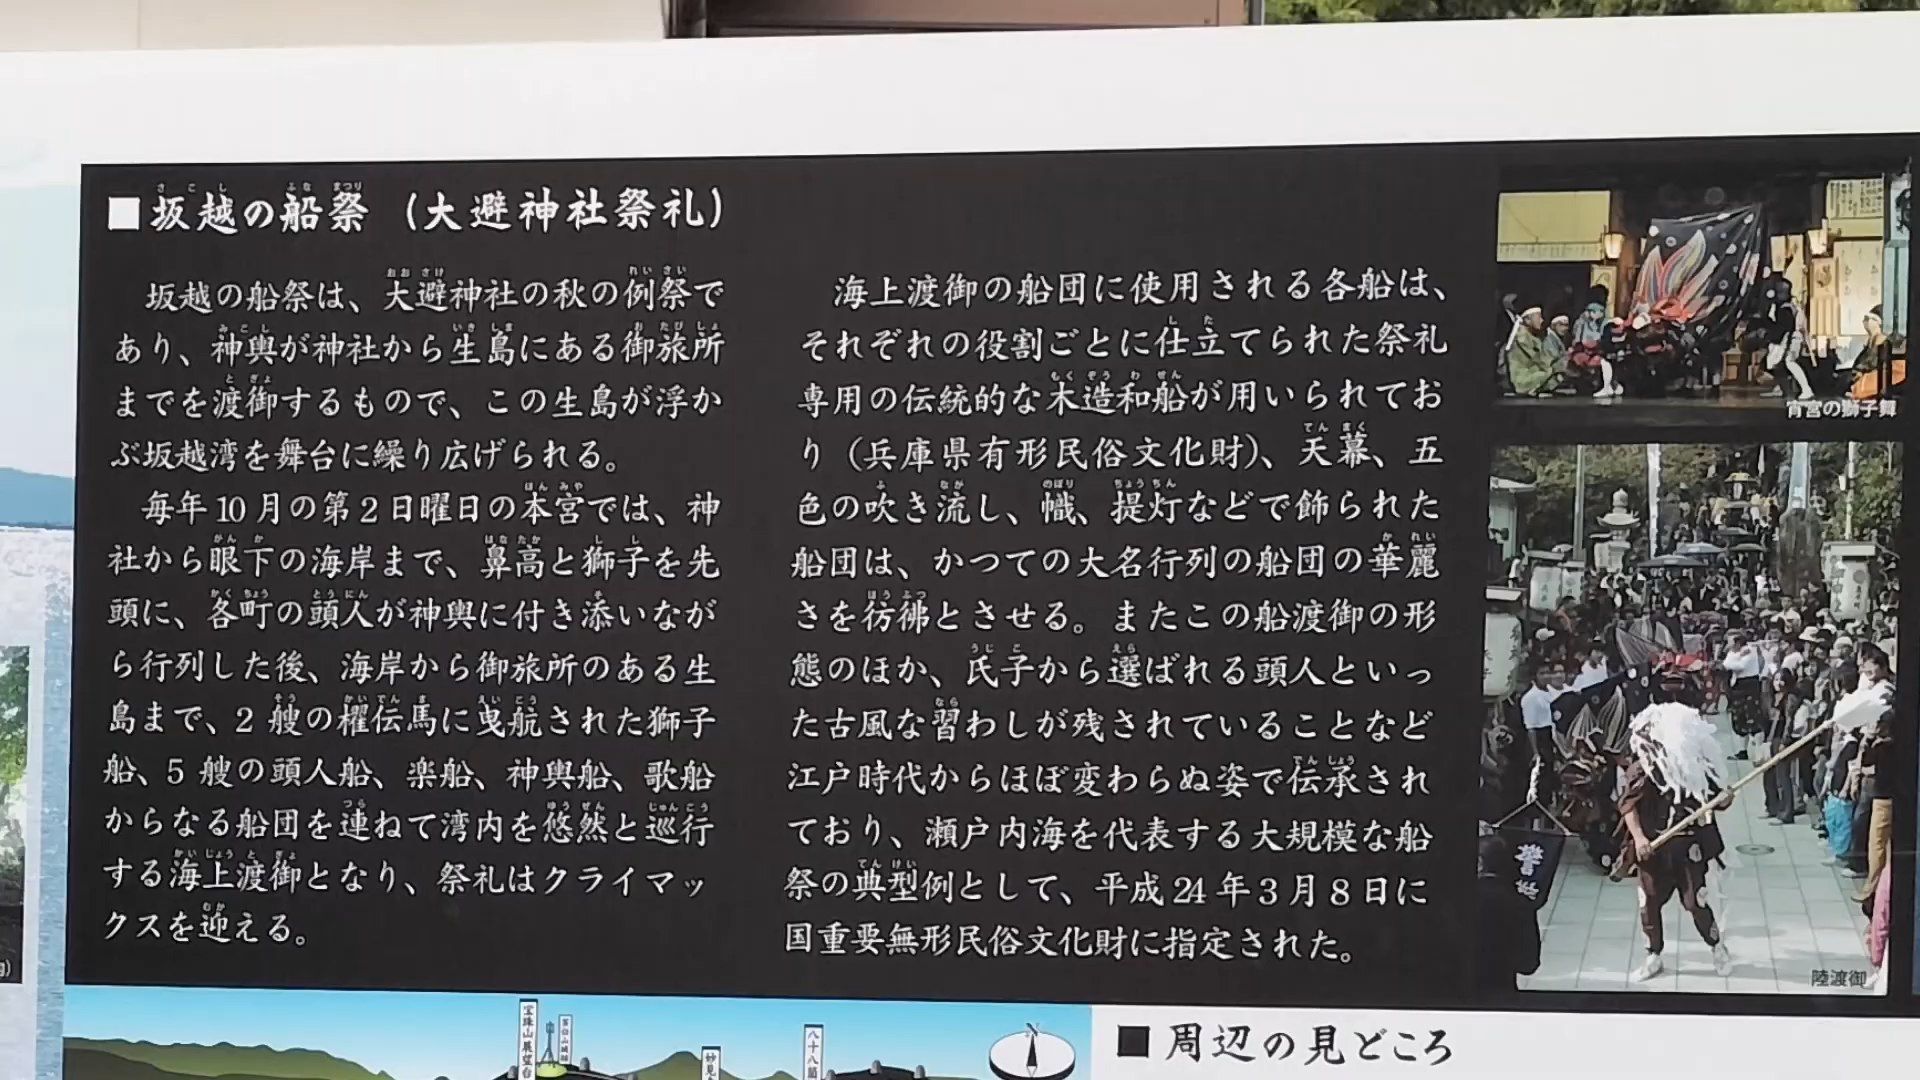 ■坂越の船祭（大避神社祭礼）
坂越の船祭は、大避神社の秋の例祭で
あり、神輿が神社から生島にある御旅所
までを渡御するもので、この生島が浮か
ぶ坂越湾を舞台に繰り広げられる。
毎年10月の第2日曜日の本宮では、神
社から眼下の海岸まで、鼻高と獅子を先
頭に、各町の頭人が神輿に付き添いなが
ら行列した後、海岸から御旅所のある生
島まで、2艘の櫂伝馬に曳航された獅子
船、5艘の頭人船、楽船、神輿船、歌船
からなる船団を連ねて湾内を悠然と巡行
する海上渡御となり、祭礼はクライマッ
クスを迎える。
海上渡御の船団に使用される各船は、
それぞれの役割ごとに仕立てられた祭礼
専用の伝統的な木造和船が用いられてお
り（兵庫県有形民俗文化財）、天幕、五
色の吹き流し、幟、提灯などで飾られた
船団は、かつての大名行列の船団の華麗
さを彷彿とさせる。またこの船渡御の形
態のほか、氏子から選ばれる頭人といっ
た古風な習わしが残されていることなど
江戸時代からほぼ変わらぬ姿で伝承され
ており、瀬戸内海を代表する大規模な船
祭の典型例として、平成24年3月8日に
国重要無形民俗文化財に指定された。
宵宮の獅子舞
陸渡御
宝珠山展望台
妙見
八十八箇
N
■周辺の見どころ